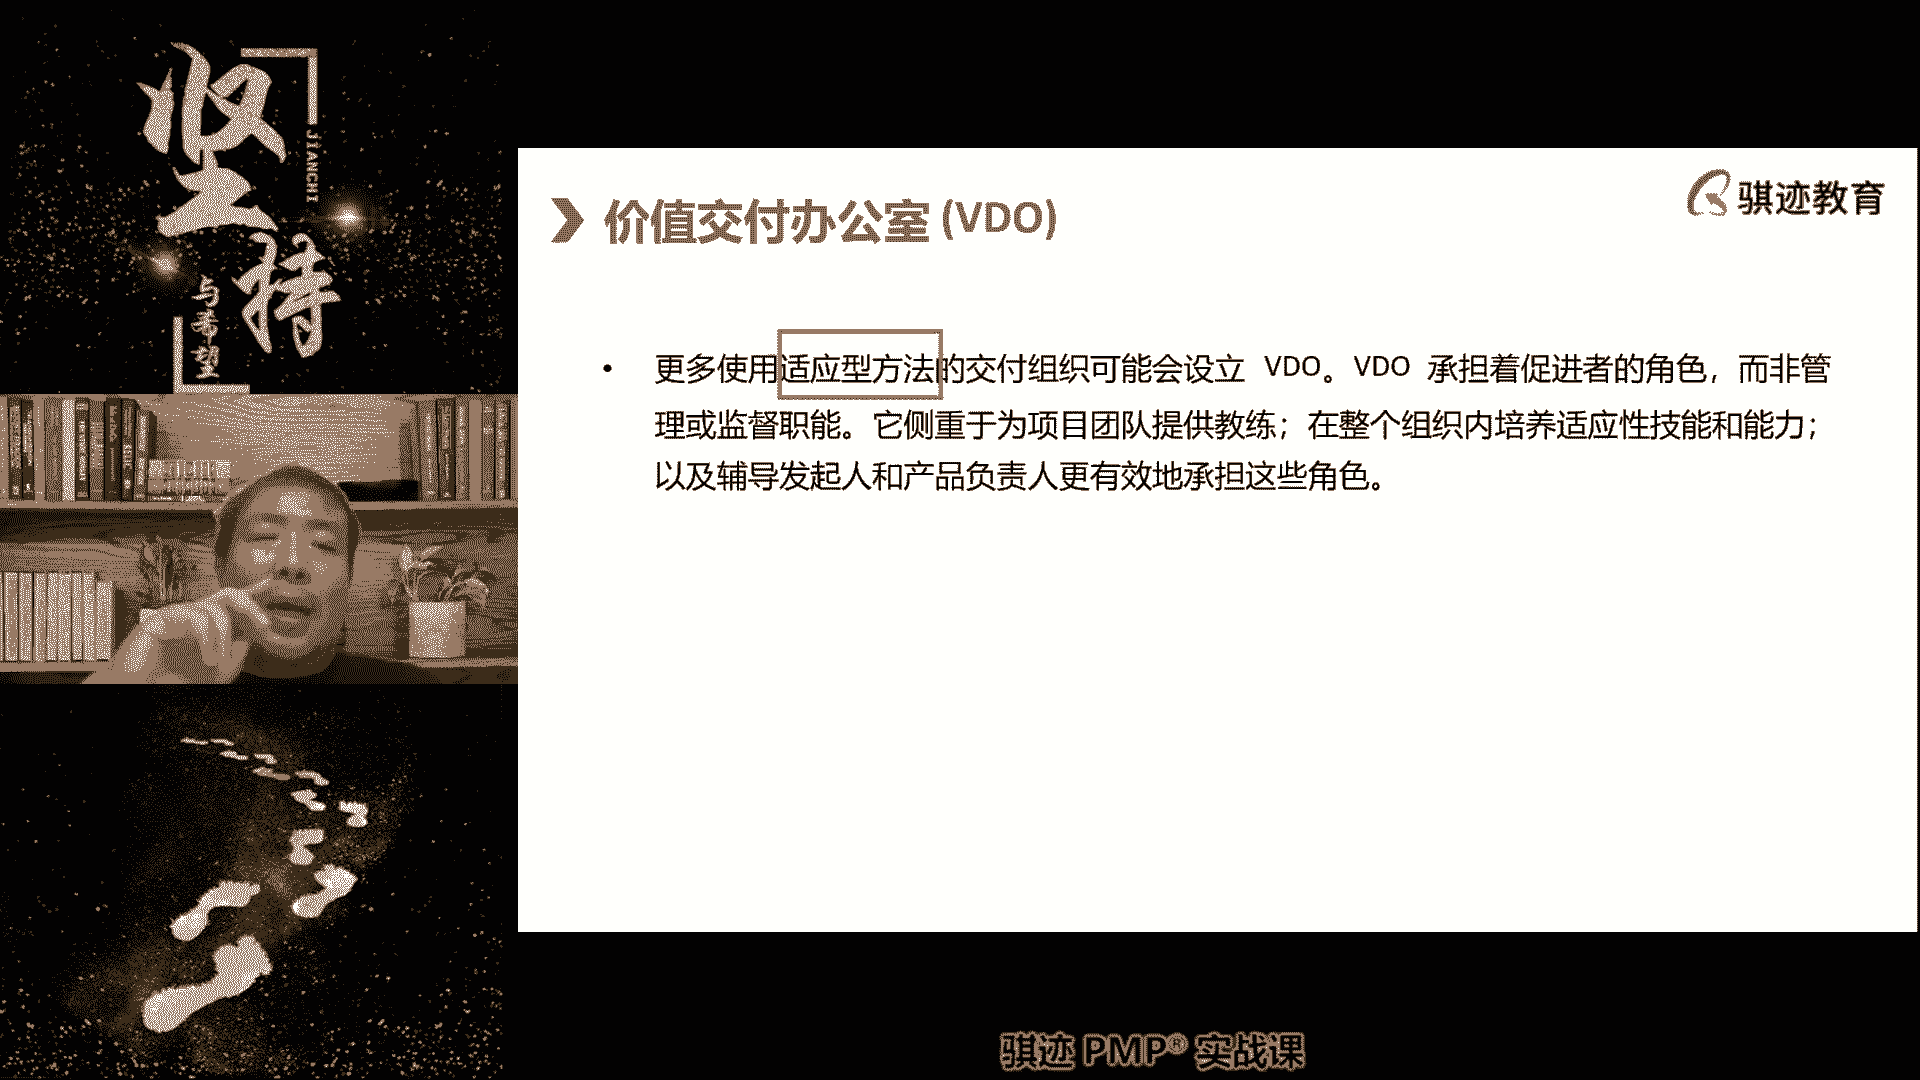 坚持
JIANCHI
与希望
骐迹教育
价值交付办公室(VDO)
• 更多使用适应型方法的交付组织可能会设立 VDO。VDO 承担着促进者的角色，而非管
理或监督职能。它侧重于为项目团队提供教练；在整个组织内培养适应性技能和能力；
以及辅导发起人和产品负责人更有效地承担这些角色。
骐迹 PMP® 实战课